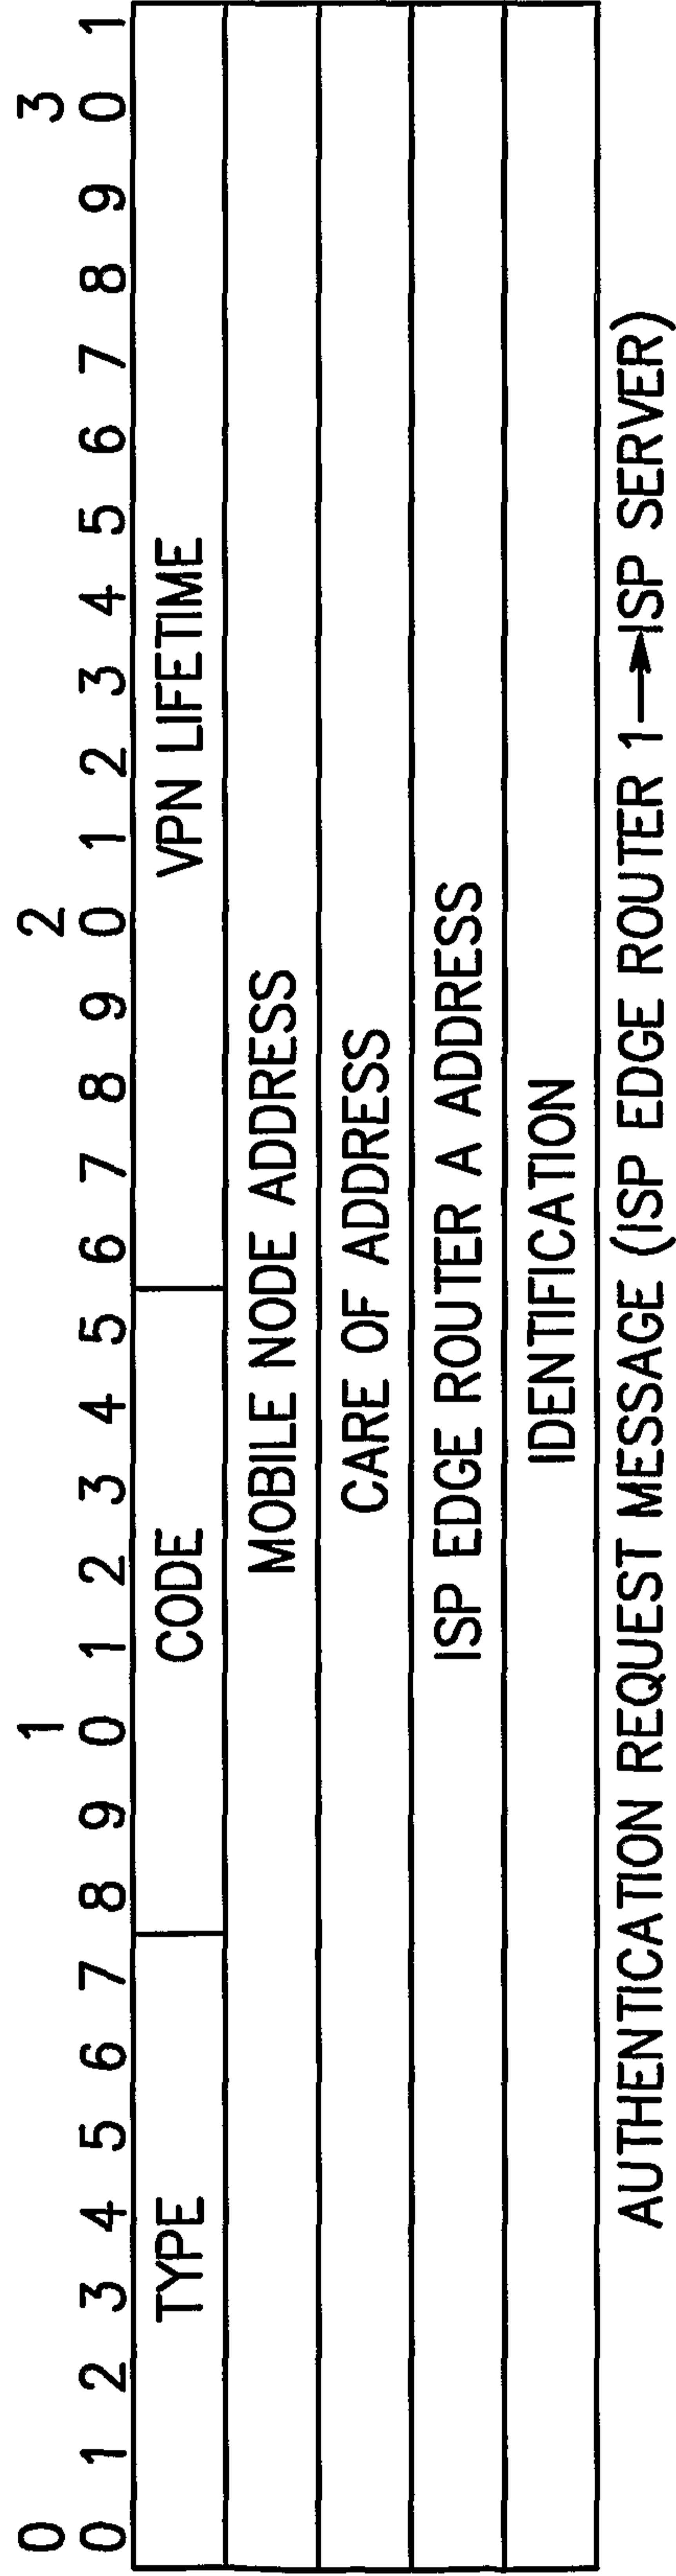 0 1 2 3
0 1 2 3 4 5 6 7 8 9 0 1 2 3 4 5 6 7 8 9 0 1 2 3 4 5 6 7 8 9 0 1
TYPE CODE VPN LIFETIME
MOBILE NODE ADDRESS
CARE OF ADDRESS
ISP EDGE ROUTER A ADDRESS
IDENTIFICATION
AUTHENTICATION REQUEST MESSAGE (ISP EDGE ROUTER 1→ISP SERVER)